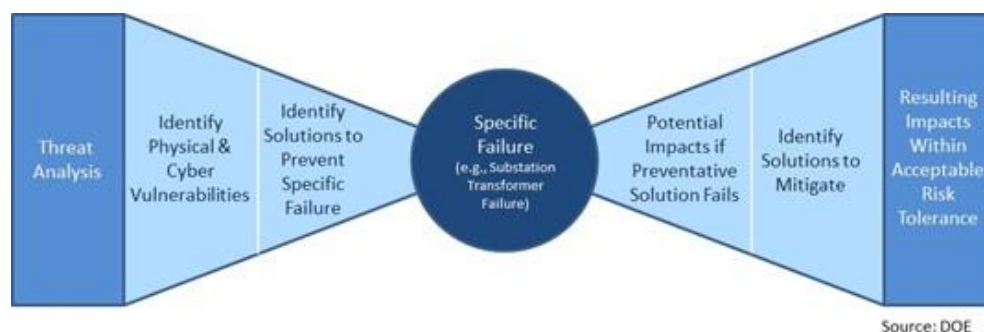 Threat
Analysis
Identify
Physical &
Cyber
Vulnerabilities
Identify
Solutions to
Prevent
Specific
Failure
Specific
Failure
(e.g., Substation
Transformer
Failure)
Potential
Impacts if
Preventative
Solution Fails
Identify
Solutions to
Mitigate
Resulting
Impacts
Within
Acceptable
Risk
Tolerance
Source: DOE